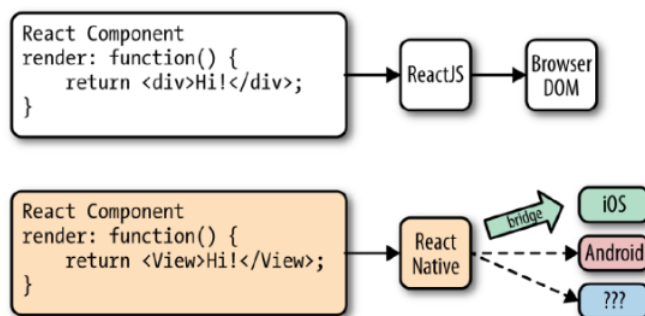 React Component
render: function() {
    return <div>Hi!</div>;
}
ReactJS
Browser
DOM
React Component
render: function() {
    return <View>Hi!</View>;
}
React
Native
bridge
iOS
Android
???